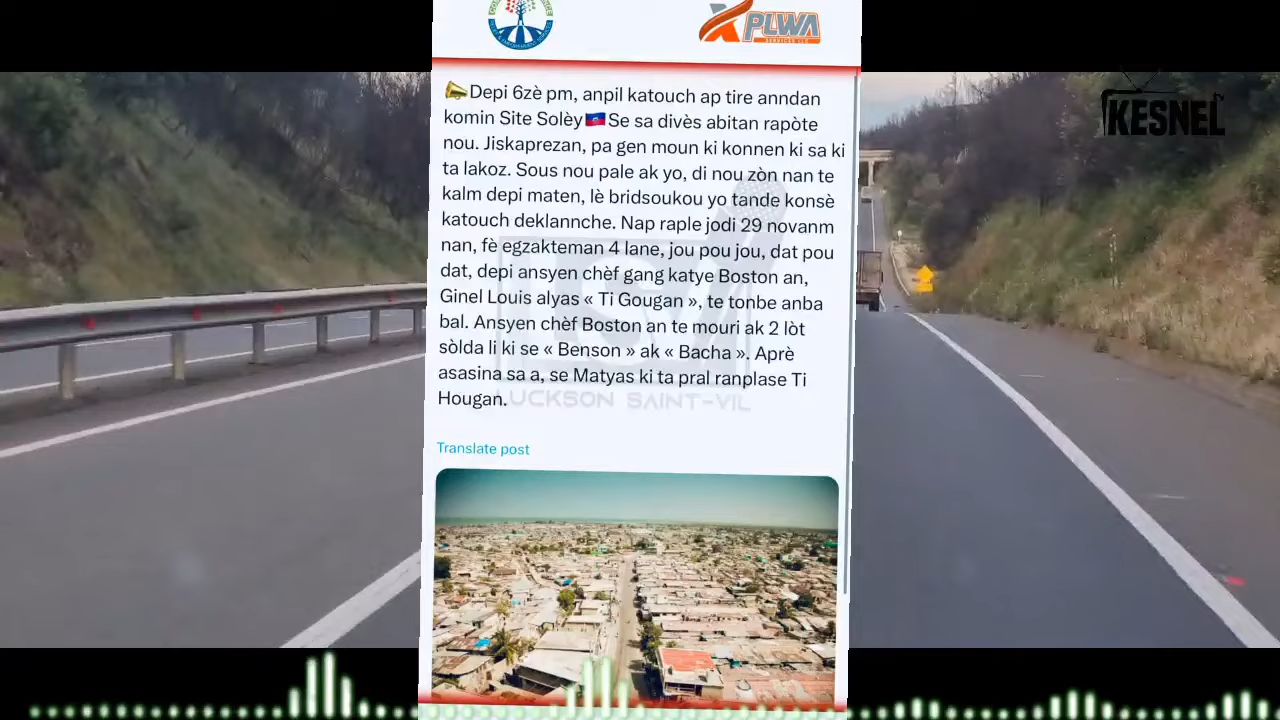 XPLWA
SERVICES LLC
KESNEL
📣Depi 6zè pm, anpil katouch ap tire anndan
komin Site Solèy🇭🇹Se sa divès abitan rapòte
nou. Jiskaprezan, pa gen moun ki konnen ki sa ki
ta lakoz. Sous nou pale ak yo, di nou zòn nan te
kalm depi maten, lè bridsoukou yo tande konsè
katouch deklannche. Nap raple jodi 29 novanm
nan, fè egzakteman 4 lane, jou pou jou, dat pou
dat, depi ansyen chèf gang katye Boston an,
Ginel Louis alyas « Ti Gougan », te tonbe anba
bal. Ansyen chèf Boston an te mouri ak 2 lòt
sòlda li ki se « Benson » ak « Bacha ». Aprè
asasina sa a, se Matyas ki ta pral ranplase Ti
Hougan.
LUCKSON SAINT-VIL
Translate post